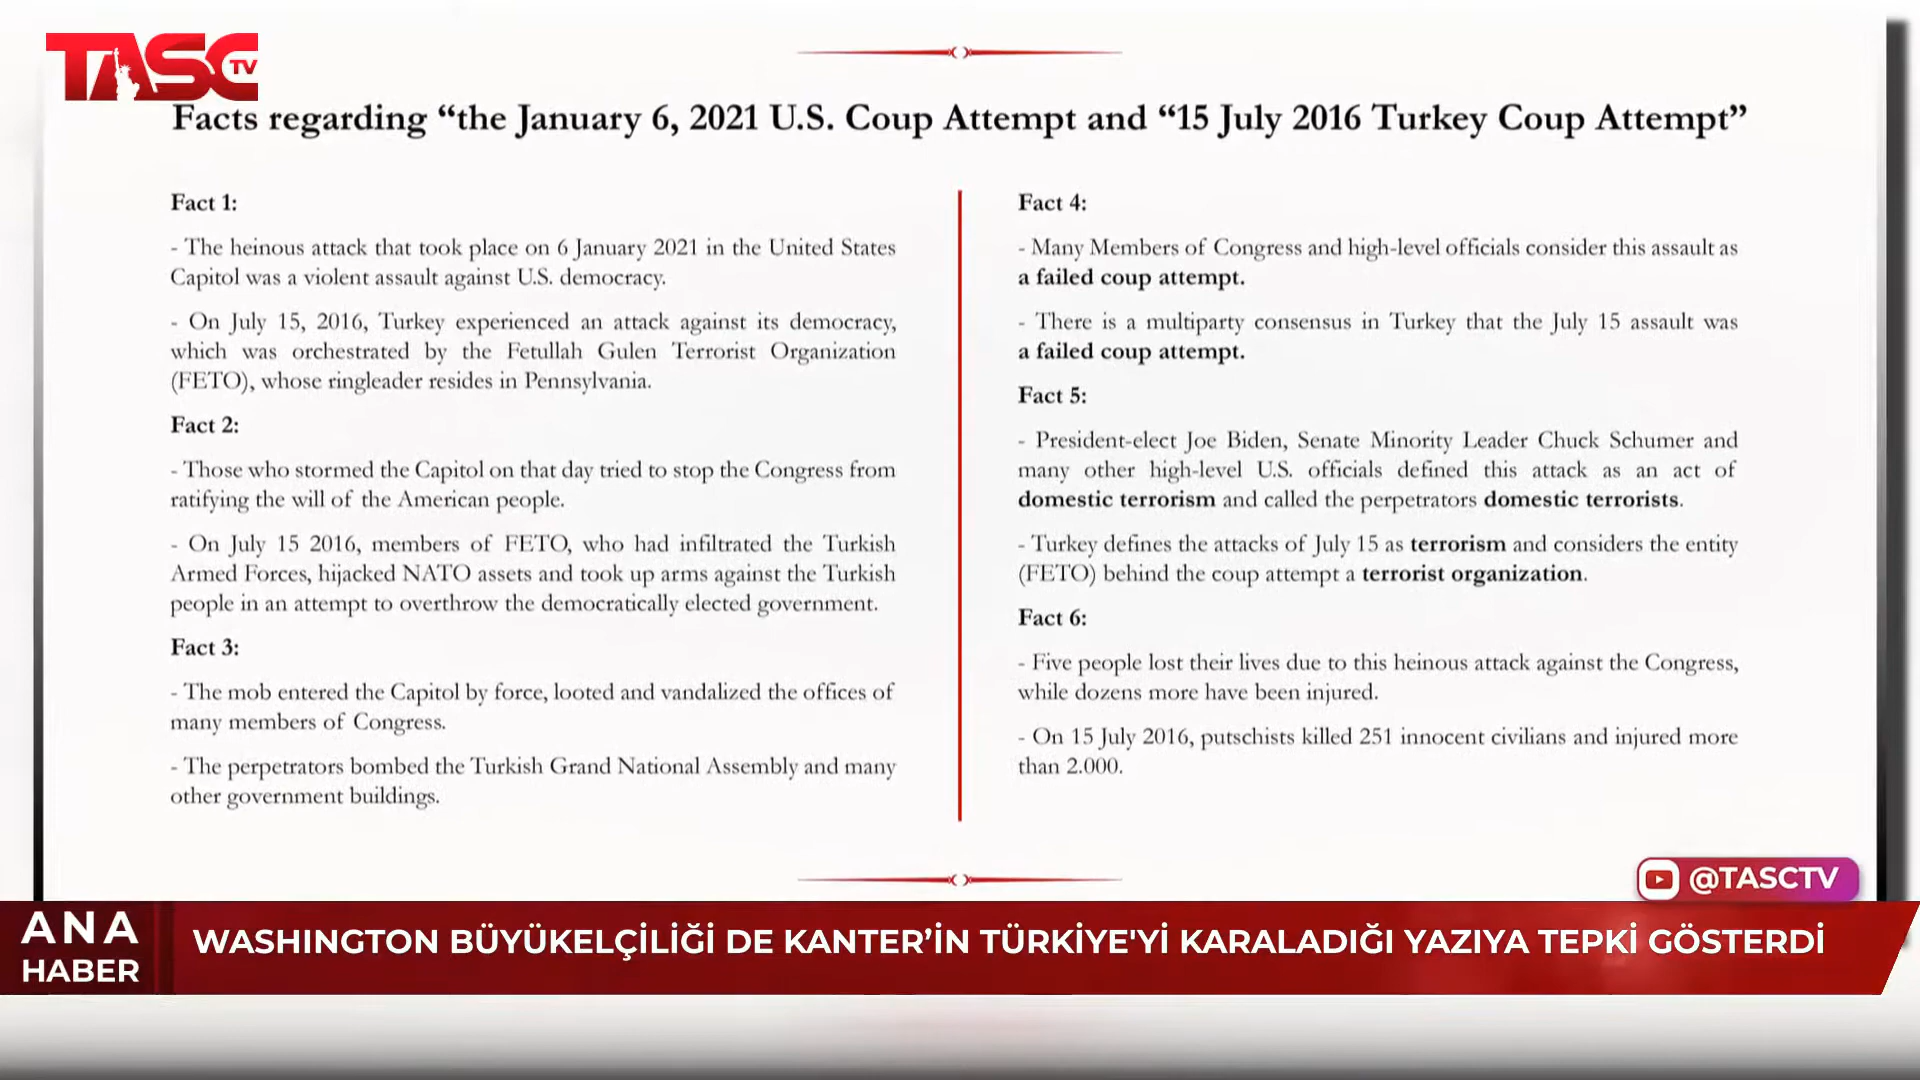 TASC TV
Facts regarding “the January 6, 2021 U.S. Coup Attempt and “15 July 2016 Turkey Coup Attempt”
Fact 1:
- The heinous attack that took place on 6 January 2021 in the United States
Capitol was a violent assault against U.S. democracy.
- On July 15, 2016, Turkey experienced an attack against its democracy,
which was orchestrated by the Fetullah Gulen Terrorist Organization
(FETO), whose ringleader resides in Pennsylvania.
Fact 2:
- Those who stormed the Capitol on that day tried to stop the Congress from
ratifying the will of the American people.
- On July 15 2016, members of FETO, who had infiltrated the Turkish
Armed Forces, hijacked NATO assets and took up arms against the Turkish
people in an attempt to overthrow the democratically elected government.
Fact 3:
- The mob entered the Capitol by force, looted and vandalized the offices of
many members of Congress.
- The perpetrators bombed the Turkish Grand National Assembly and many
other government buildings.
Fact 4:
- Many Members of Congress and high-level officials consider this assault as
a failed coup attempt.
- There is a multiparty consensus in Turkey that the July 15 assault was
a failed coup attempt.
Fact 5:
- President-elect Joe Biden, Senate Minority Leader Chuck Schumer and
many other high-level U.S. officials defined this attack as an act of
domestic terrorism and called the perpetrators domestic terrorists.
- Turkey defines the attacks of July 15 as terrorism and considers the entity
(FETO) behind the coup attempt a terrorist organization.
Fact 6:
- Five people lost their lives due to this heinous attack against the Congress,
while dozens more have been injured.
- On 15 July 2016, putschists killed 251 innocent civilians and injured more
than 2.000.
@TASCTV
ANA
HABER
WASHINGTON BÜYÜKELÇİLİĞİ DE KANTER’İN TÜRKİYE'Yİ KARALADIĞI YAZIYA TEPKİ GÖSTERDİ